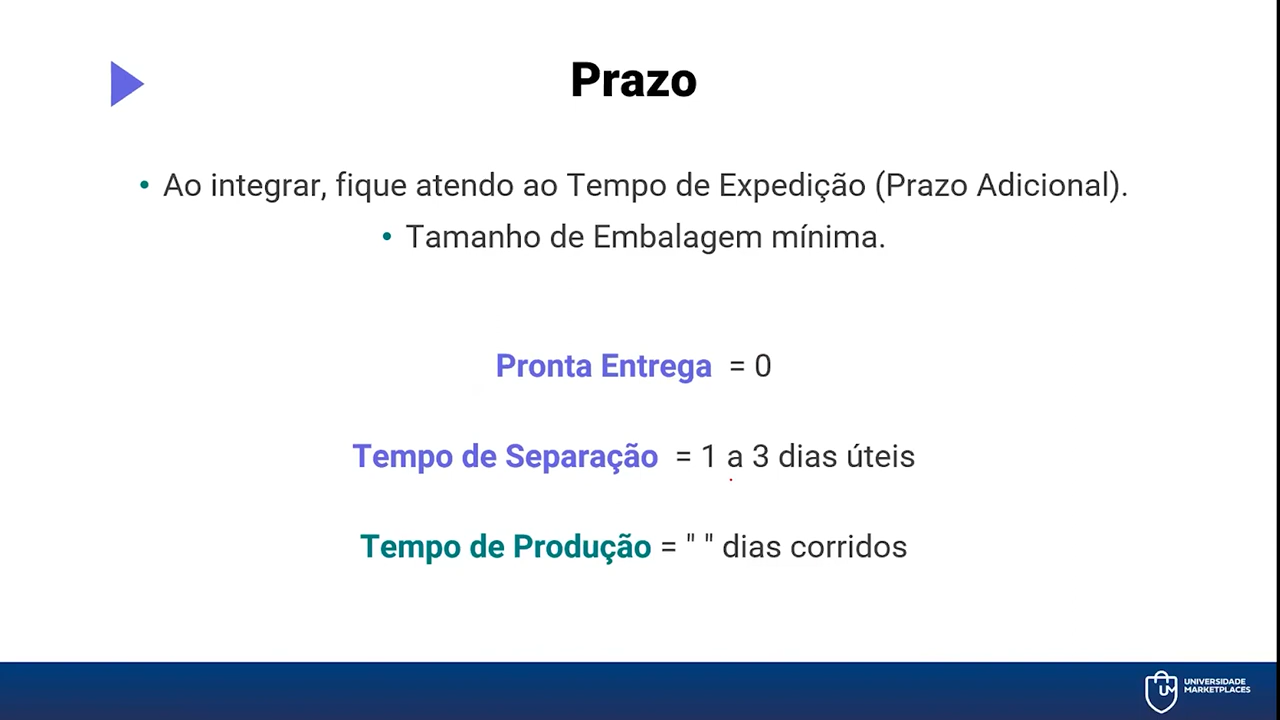 Prazo
• Ao integrar, fique atendo ao Tempo de Expedição (Prazo Adicional).
• Tamanho de Embalagem mínima.
Pronta Entrega = 0
Tempo de Separação = 1 a 3 dias úteis
Tempo de Produção = " " dias corridos
UM
UNIVERSIDADE
MARKETPLACES